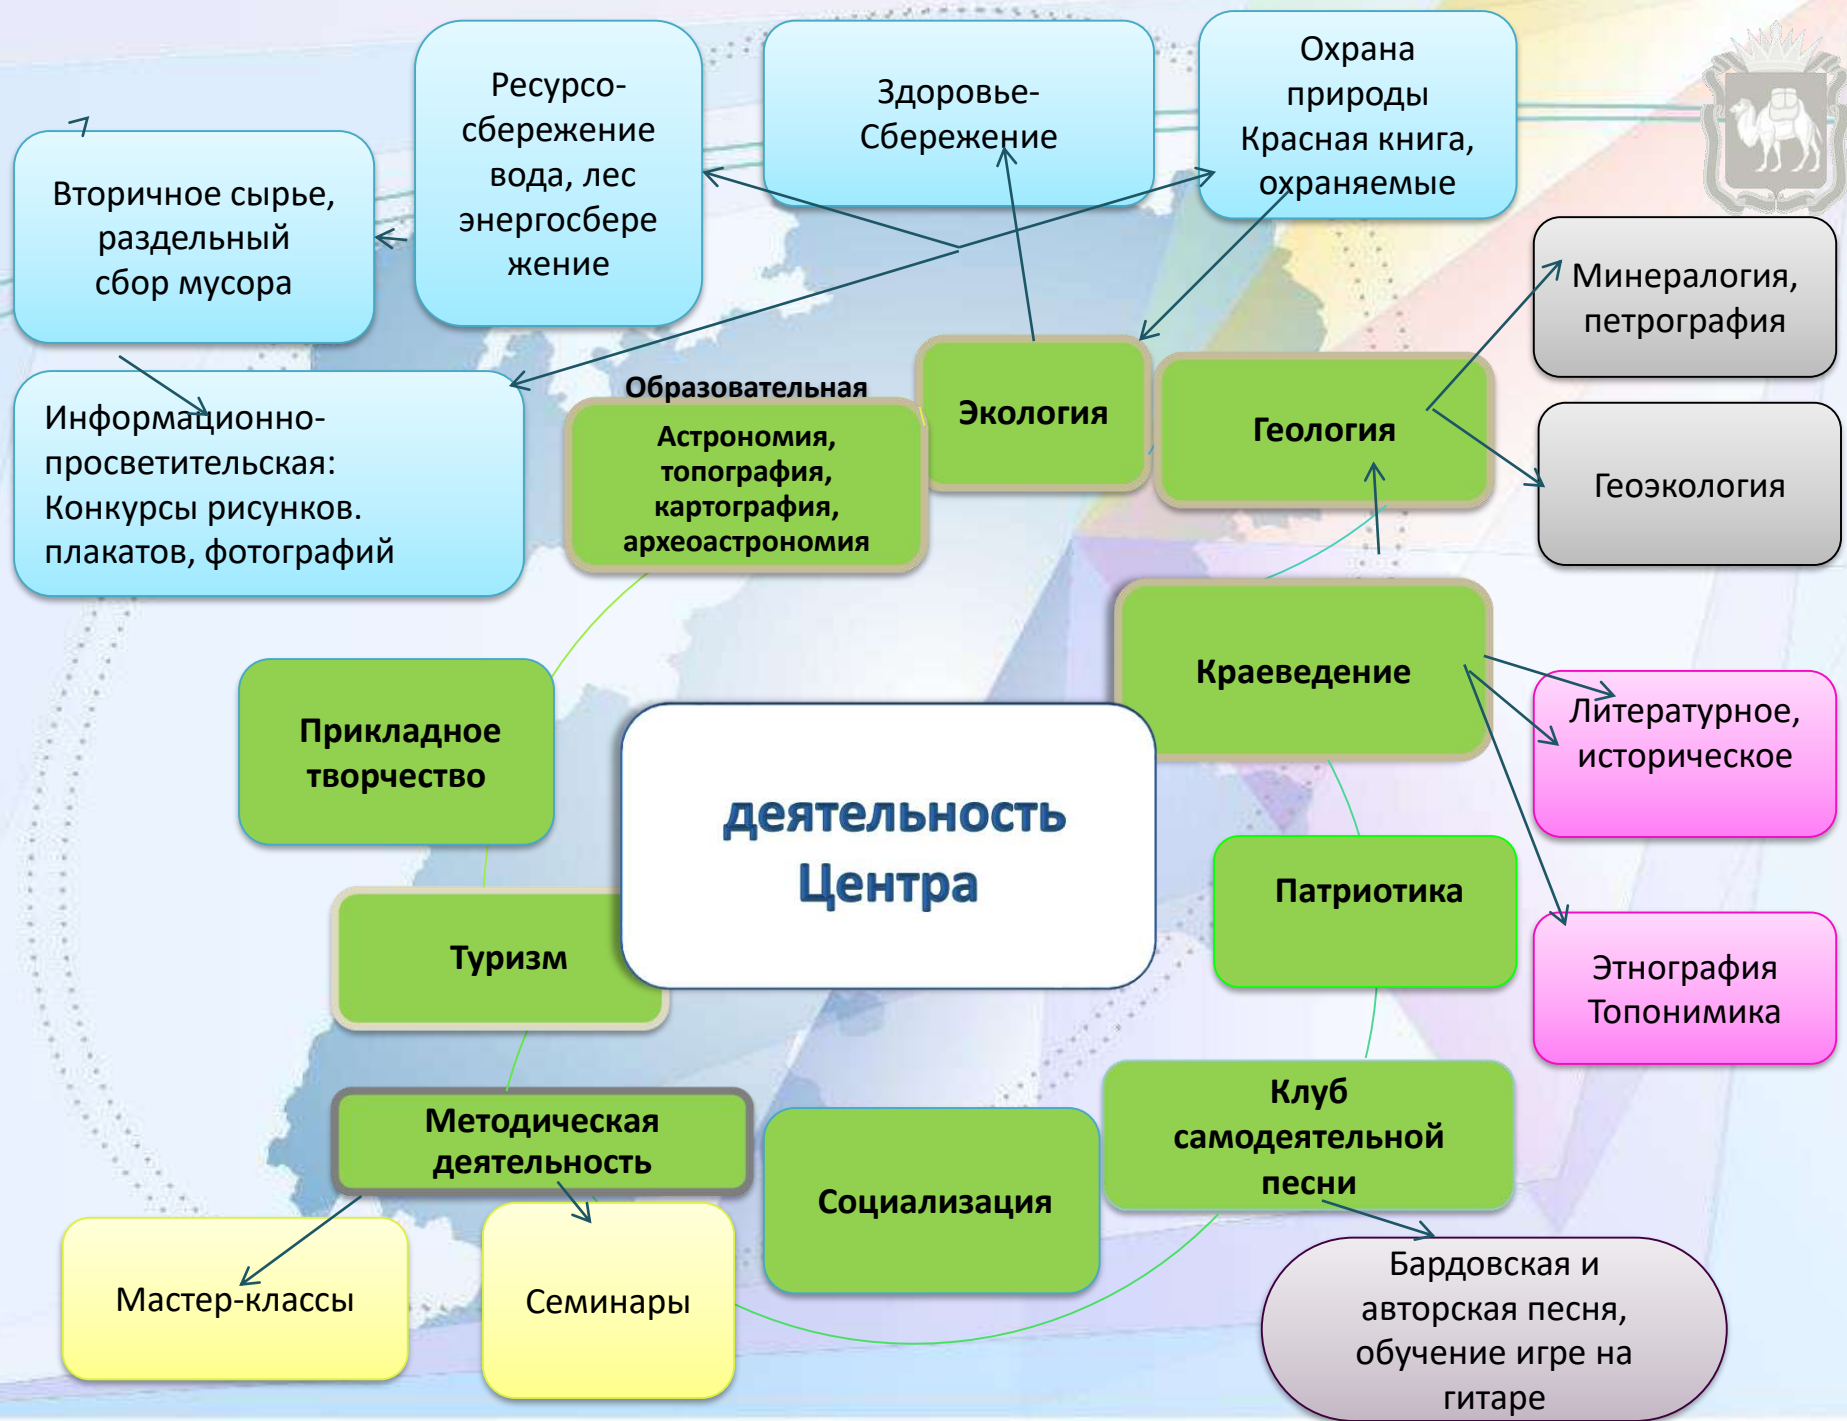 Ресурсо-
сбережение
вода, лес
энергосбере
жение
Здоровье-
Сбережение
Охрана
природы
Красная книга,
охраняемые
Вторичное сырье,
раздельный
сбор мусора
Минералогия,
петрография
Информационно-
просветительская:
Конкурсы рисунков.
плакатов, фотографий
Образовательная
Астрономия,
топография,
картография,
археоастрономия
Экология
Геология
Геоэкология
Краеведение
Литературное,
историческое
Прикладное
творчество
деятельность
Центра
Патриотика
Туризм
Этнография
Топонимика
Методическая
деятельность
Социализация
Клуб
самодеятельной
песни
Мастер-классы
Семинары
Бардовская и
авторская песня,
обучение игре на
гитаре